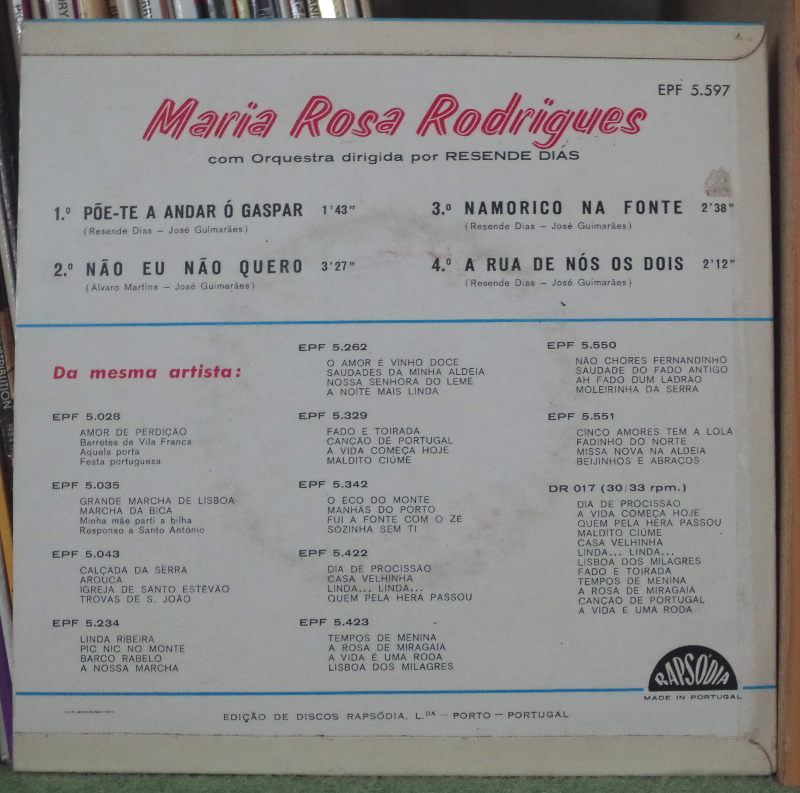 EPF 5.597
Maria Rosa Rodrigues
com Orquestra dirigida por RESENDE DIAS
1.º PÕE-TE A ANDAR Ó GASPAR 1'43"
(Resende Dias – José Guimarães)
2.º NÃO EU NÃO QUERO 3'27"
(Álvaro Martins – José Guimarães)
3.º NAMORICO NA FONTE 2'38"
(Resende Dias – José Guimarães)
4.º A RUA DE NÓS OS DOIS 2'12"
(Resende Dias – José Guimarães)
Da mesma artista:
EPF 5.028
AMOR DE PERDIÇÃO
Barretes de Vila Franca
Aquela porta
Festa portuguesa
EPF 5.035
GRANDE MARCHA DE LISBOA
MARCHA DA BICA
Minha mãe parti a bilha
Responso a Santo António
EPF 5.043
CALÇADA DA SERRA
AROUCA
IGREJA DE SANTO ESTÊVÃO
TROVAS DE S. JOÃO
EPF 5.234
LINDA RIBEIRA
PIC NIC NO MONTE
BARCO RABELO
A NOSSA MARCHA
EPF 5.262
O AMOR E VINHO DOCE
SAUDADES DA MINHA ALDEIA
NOSSA SENHORA DO LEME
A NOITE MAIS LINDA
EPF 5.329
FADO E TOIRADA
CANÇÃO DE PORTUGAL
A VIDA COMEÇA HOJE
MALDITO CIÚME
EPF 5.342
O ECO DO MONTE
MANHÃS DO PORTO
FUI À FONTE COM O ZÉ
SÒZINHA SEM TI
EPF 5.422
DIA DE PROCISSÃO
CASA VELHINHA
LINDA... LINDA...
QUEM PELA HERA PASSOU
EPF 5.423
TEMPOS DE MENINA
A ROSA DE MIRAGAIA
A VIDA É UMA RODA
LISBOA DOS MILAGRES
EPF 5.550
NÃO CHORES FERNANDINHO
SAUDADE DO FADO ANTIGO
AH FADO DUM LADRÃO
MOLEIRINHA DA SERRA
EPF 5.551
CINCO AMORES TEM A LOLA
FADINHO DO NORTE
MISSA NOVA NA ALDEIA
BEIJINHOS E ABRAÇOS
DR 017 (30/33 rpm.)
DIA DE PROCISSÃO
A VIDA COMEÇA HOJE
QUEM PELA HERA PASSOU
MALDITO CIÚME
CASA VELHINHA
LINDA... LINDA...
LISBOA DOS MILAGRES
FADO E TOIRADA
TEMPOS DE MENINA
A ROSA DE MIRAGAIA
CANÇÃO DE PORTUGAL
A VIDA É UMA RODA
RAPSÓDIA
MADE IN PORTUGAL
EDIÇÃO DE DISCOS RAPSÓDIA, L.DA – PORTO – PORTUGAL